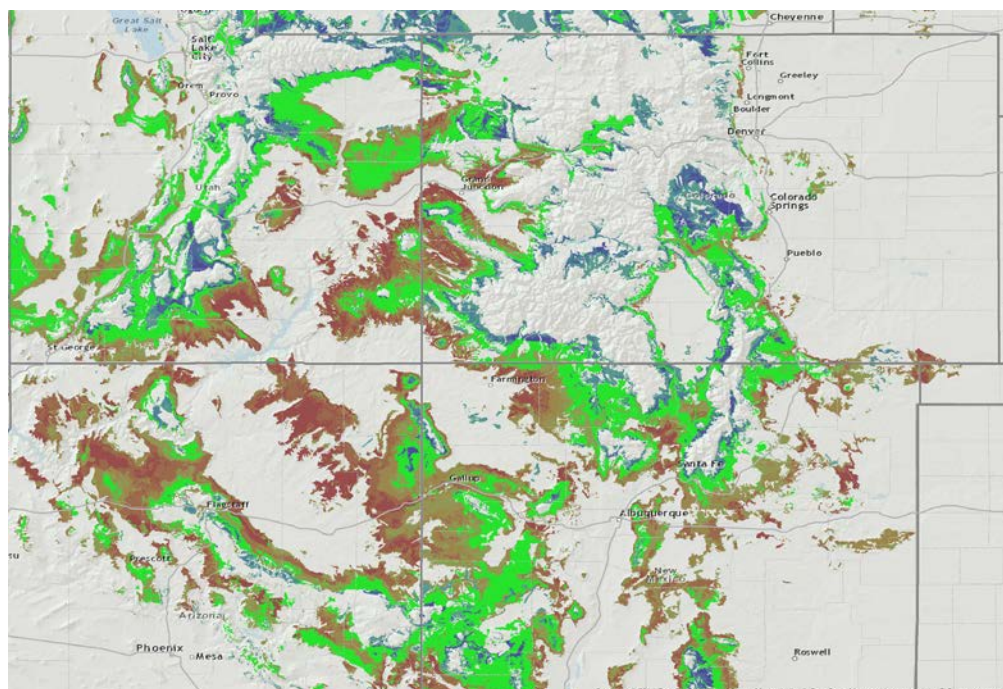 Great Salt
Lake
Cheyenne
Salt
Lake
City
Fort
Collins
Greeley
Orem
Provo
Longmont
Boulder
Denver
Grand
Junction
Utah
Colorado
Colorado
Springs
Pueblo
St George
Farmington
Santa Fe
Gallup
Flagstaff
Albuquerque
Prescott
New
Mexico
Arizona
Phoenix
Mesa
Roswell